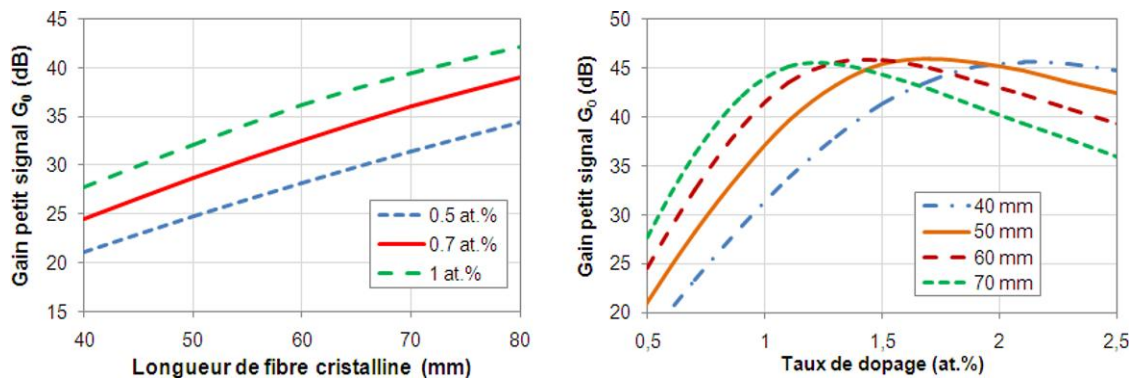 Gain petit signal G0 (dB)
45
40
35
30
25
20
15
40
50
60
70
80
Longueur de fibre cristalline (mm)
0.5 at.%
0.7 at.%
1 at.%
Gain petit signal G0 (dB)
50
45
40
35
30
25
20
0,5
1
1,5
2
2,5
Taux de dopage (at.%)
40 mm
50 mm
60 mm
70 mm